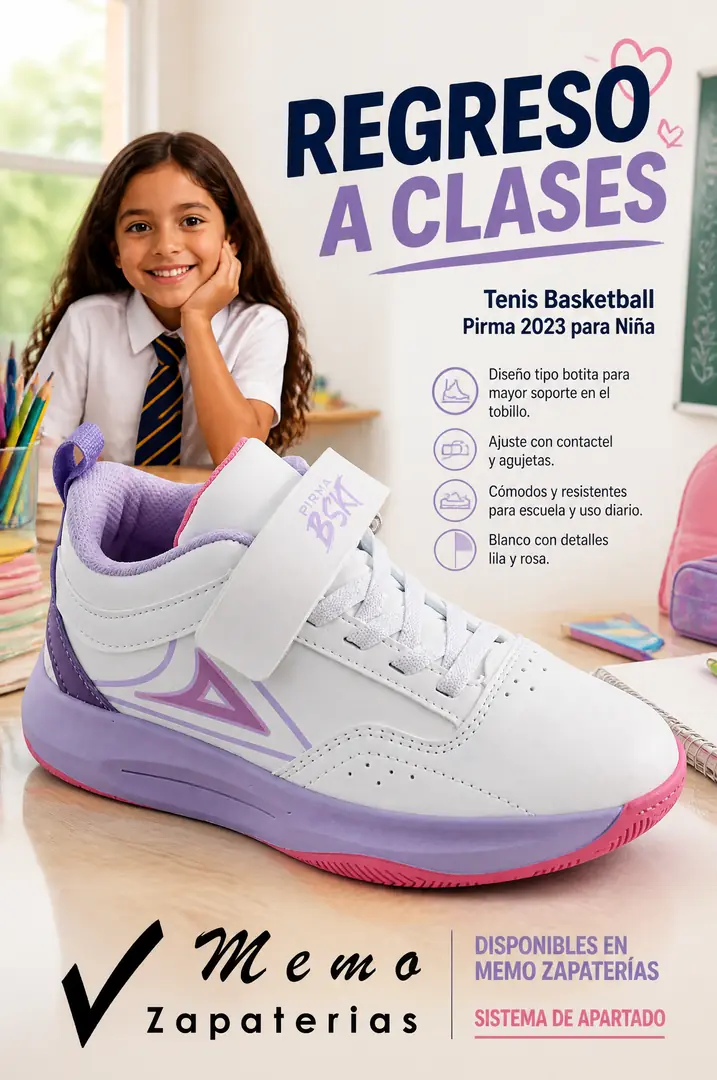 REGRESO
A CLASES
Tenis Basketball
Pirma 2023 para Niña
Diseño tipo botita para
mayor soporte en el
tobillo.
Ajuste con contactel
y agujetas.
Cómodos y resistentes
para escuela y uso diario.
Blanco con detalles
lila y rosa.
PIRMA
BSKT
Memo
Zapaterias
DISPONIBLES EN
MEMO ZAPATERÍAS
SISTEMA DE APARTADO